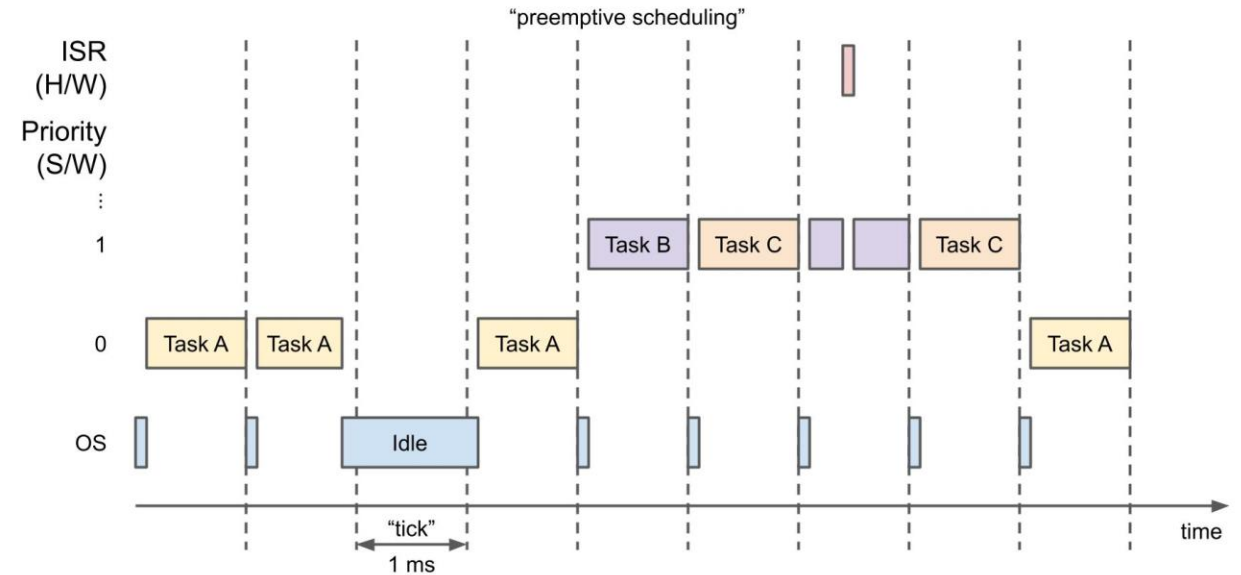 “preemptive scheduling”
ISR
(H/W)
Priority
(S/W)
⋮
1
Task B
Task C
Task C
0
Task A
Task A
Task A
Task A
OS
Idle
“tick”
1 ms
time